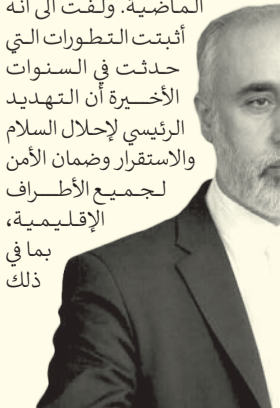 الماضية. ولفت الى أنه
أثبتت التطورات التي
حدثت في السنوات
الأخيرة أن التهديد
الرئيسي لإحلال السلام
والاستقرار وضمان الأمن
لجميع الأطراف
الإقليمية،
بما في
ذلك